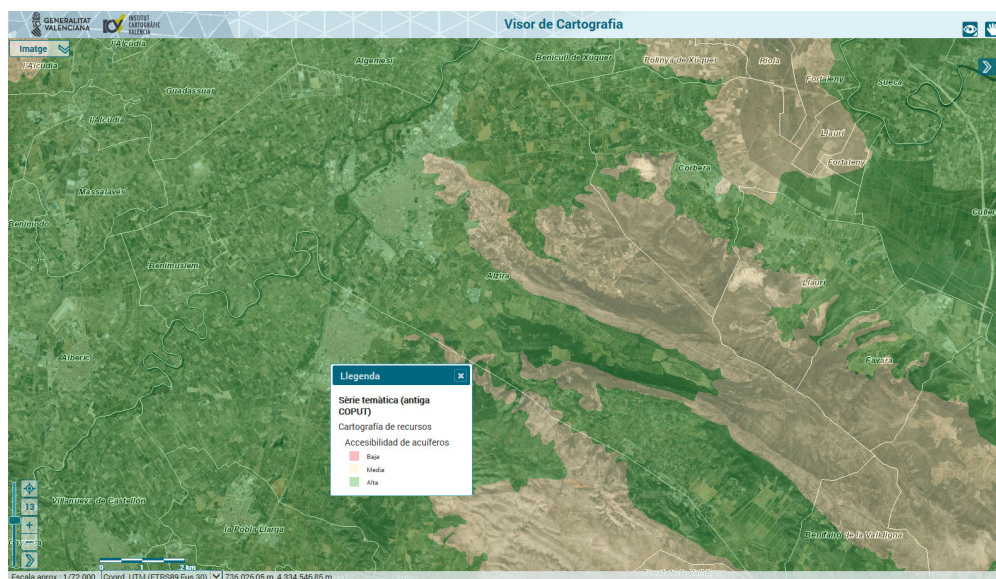 GENERALITAT
VALENCIANA
INSTITUT
CARTOGRÀFIC
VALENCIÀ
Visor de Cartografia
Imatge
l'Alcúdia
l'Alcúdia
Algemesí
Benicull de Xúquer
Polinyà de Xúquer
Riola
Fortaleny
Sueca
Guadassuar
l'Alcúdia
Llaurí
Fortaleny
Corbera
Massalavés
Benimodo
Culler
Benimuslem
Alzira
Llaurí
Alberic
Favara
Llegenda
Sèrie temàtica (antiga
COPUT)
Cartografía de recursos
Accesibilidad de acuíferos
Baja
Media
Alta
13
Villanueva de Castellón
la Pobla Llarga
Benifairó de la Valldigna
0 1 2 km
Escala aprox.: 1/72.000 Coord. UTM (ETRS89 Fus 30) 736.026,05 m, 4.334.546,85 m